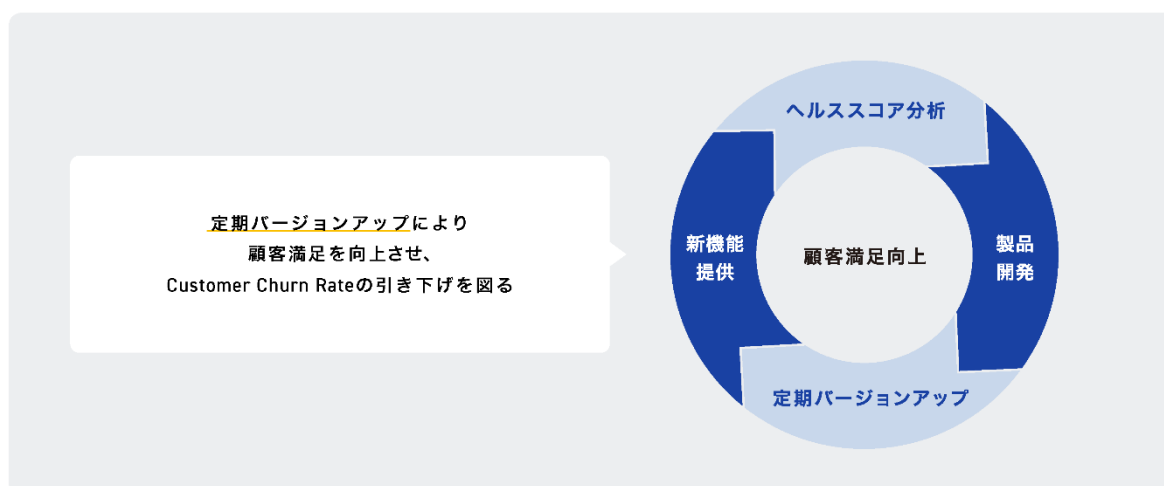 定期バージョンアップにより
顧客満足を向上させ、
Customer Churn Rateの引き下げを図る
ヘルススコア分析
新機能
提供
顧客満足向上
製品
開発
定期バージョンアップ